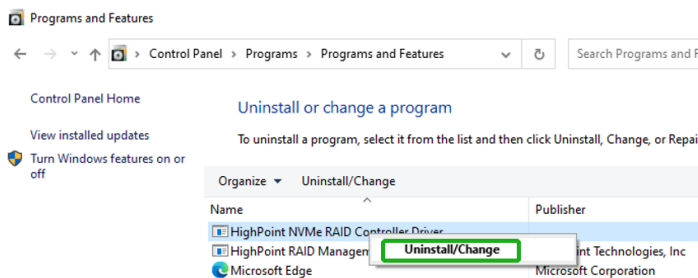 Programs and Features
Control Panel > Programs > Programs and Features
Search Programs and
Control Panel Home
Uninstall or change a program
View installed updates
To uninstall a program, select it from the list and then click Uninstall, Change, or Repai
Turn Windows features on or
off
Organize Uninstall/Change
Name Publisher
HighPoint NVMe RAID Controller Driver
HighPoint RAID Uninstall/Change Technologies, Inc
Microsoft Edge Microsoft Corporation